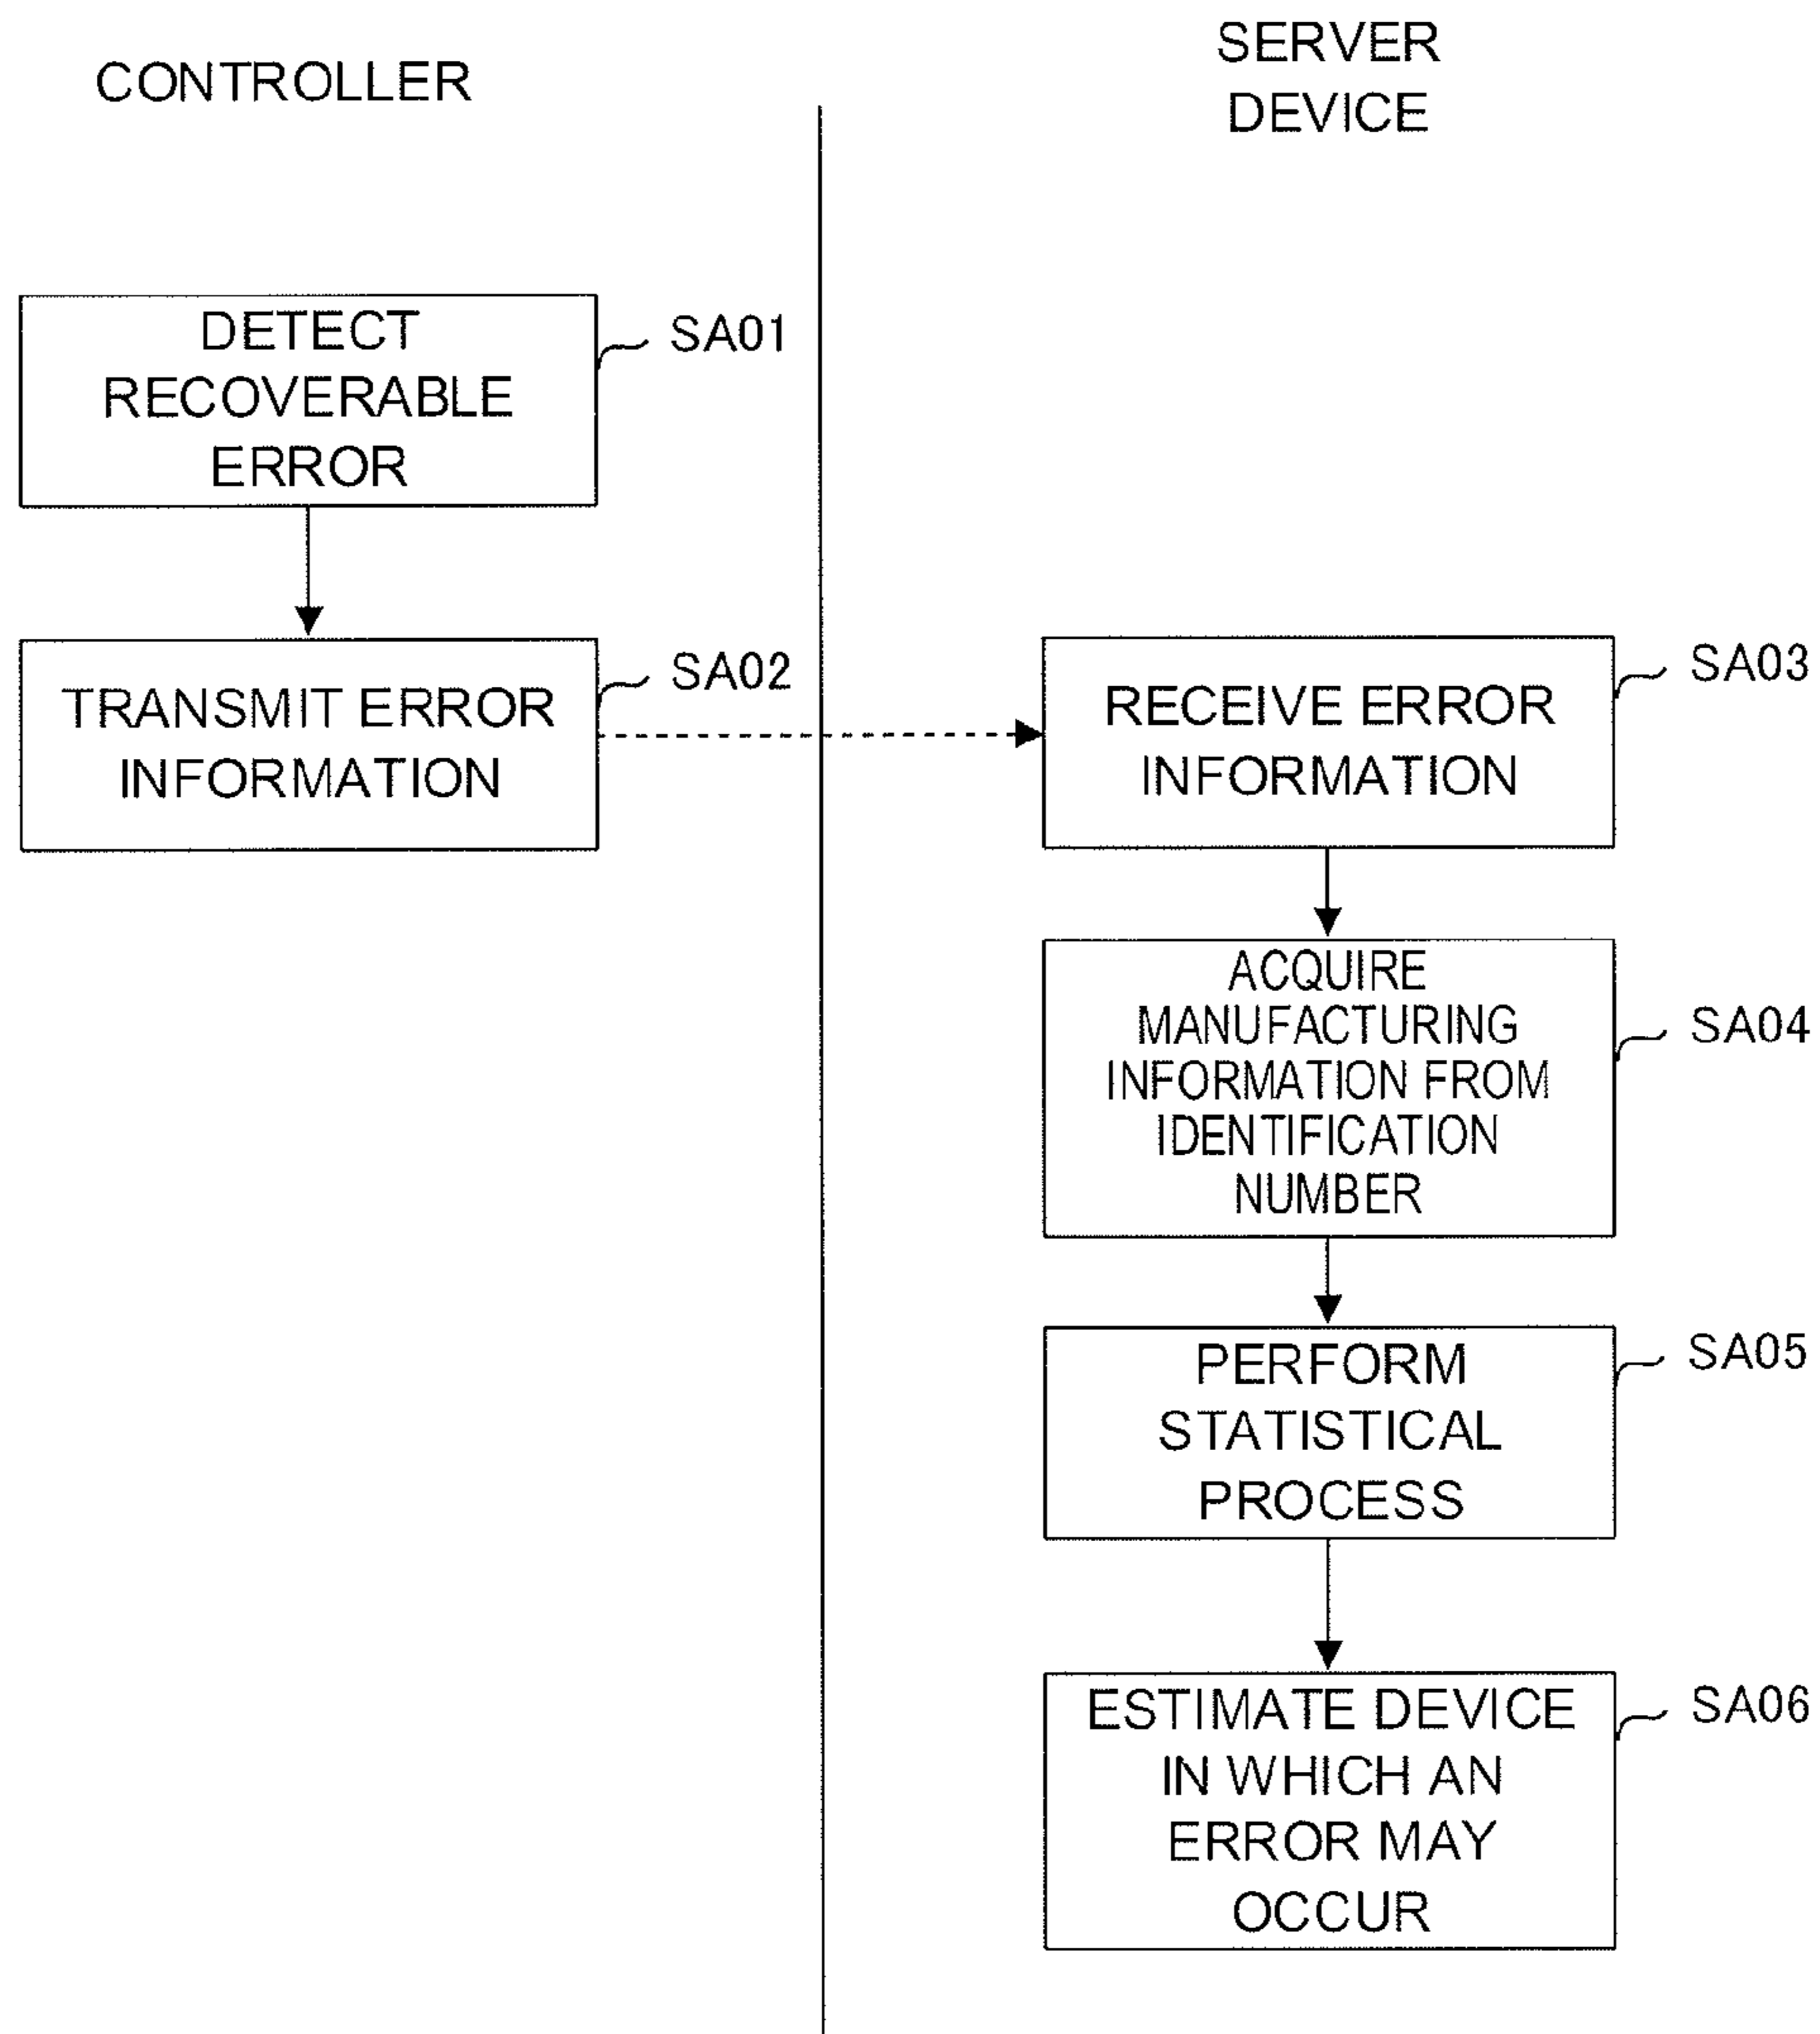 CONTROLLER
SERVER
DEVICE
DETECT
RECOVERABLE
ERROR
SA01
TRANSMIT ERROR
INFORMATION
SA02
RECEIVE ERROR
INFORMATION
SA03
ACQUIRE
MANUFACTURING
INFORMATION FROM
IDENTIFICATION
NUMBER
SA04
PERFORM
STATISTICAL
PROCESS
SA05
ESTIMATE DEVICE
IN WHICH AN
ERROR MAY
OCCUR
SA06